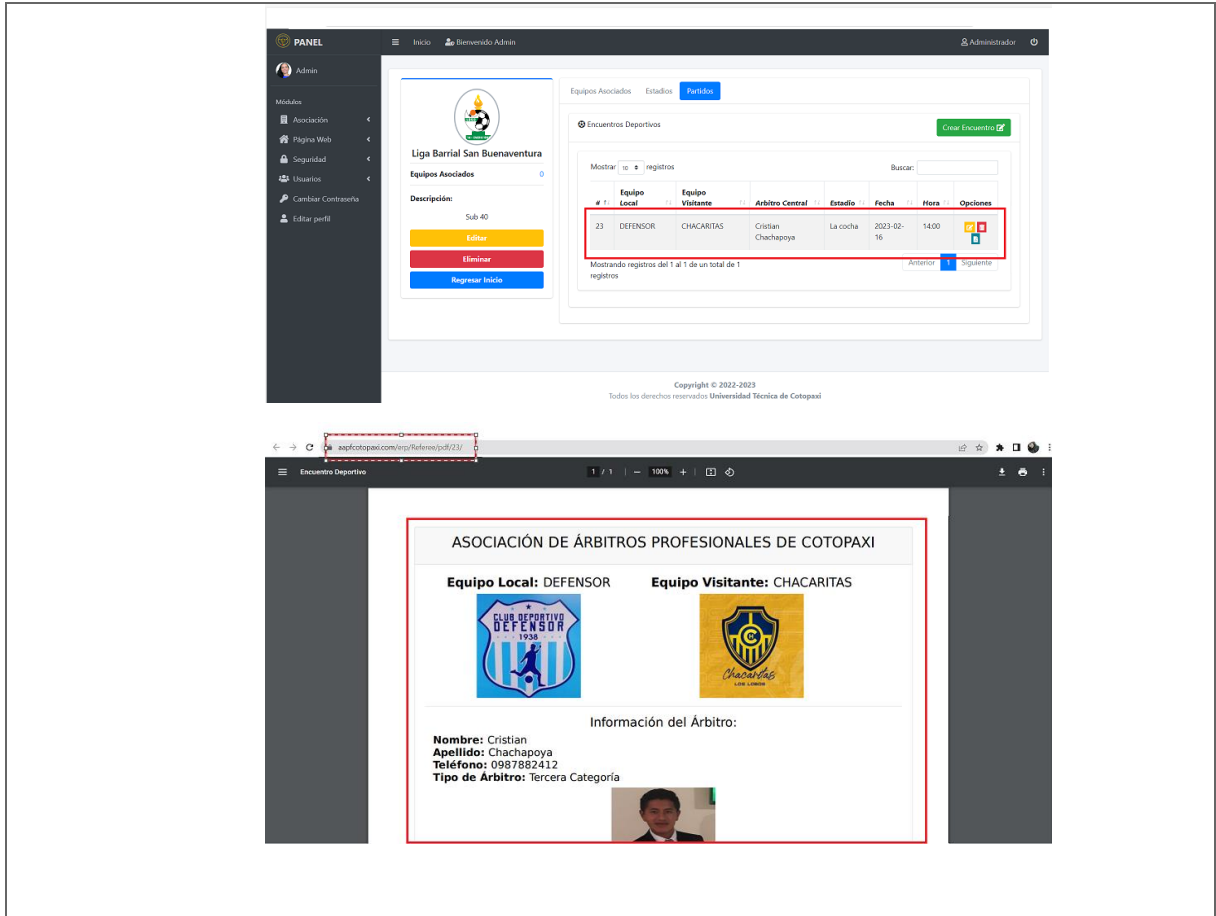 PANEL
Inicio Bienvenido Admin Administrador
Admin
Módulos
Asociación
Página Web
Seguridad
Usuarios
Cambiar Contraseña
Editar perfil
Liga Barrial San Buenaventura
Equipos Asociados 0
Descripción:
Sub 40
Editar
Eliminar
Regresar Inicio
Equipos Asociados Estadios Partidos
Encuentros Deportivos
Crear Encuentro
Mostrar 10 registros Buscar:
# Equipo Local Equipo Visitante Arbitro Central Estadio Fecha Hora Opciones
23 DEFENSOR CHACARITAS Cristian Chachapoya La cocha 2023-02-16 14:00
Mostrando registros del 1 al 1 de un total de 1
registros
Anterior 1 Siguiente
Copyright © 2022-2023
Todos los derechos reservados Universidad Técnica de Cotopaxi
aapfcotopaxi.com/erp/Referee/pdf/23/
Encuentro Deportivo 1 / 1 100%
ASOCIACIÓN DE ÁRBITROS PROFESIONALES DE COTOPAXI
Equipo Local: DEFENSOR Equipo Visitante: CHACARITAS
CLUB DEPORTIVO
DEFENSOR
1938
CK
Chacaritas
LOS LOBOS
Información del Árbitro:
Nombre: Cristian
Apellido: Chachapoya
Teléfono: 0987882412
Tipo de Árbitro: Tercera Categoría